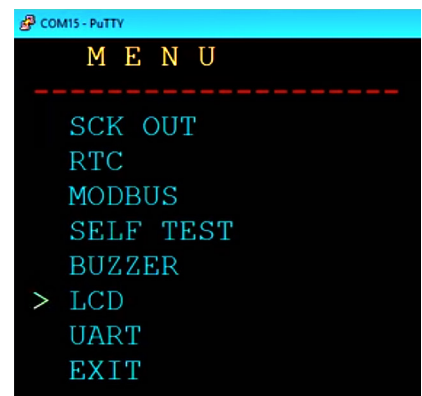 COM15 - PuTTY
M E N U
--------------------
SCK OUT
RTC
MODBUS
SELF TEST
BUZZER
> LCD
UART
EXIT